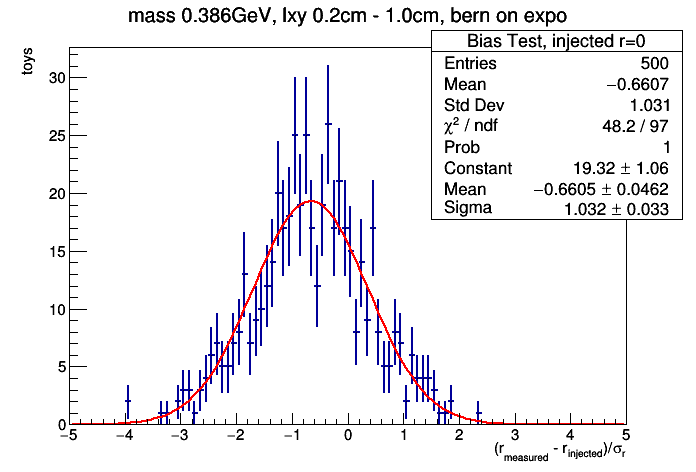 mass 0.386GeV, lxy 0.2cm - 1.0cm, bern on expo
Bias Test, injected r=0
Entries 500
Mean −0.6607
Std Dev 1.031
χ² / ndf 48.2 / 97
Prob 1
Constant 19.32 ± 1.06
Mean −0.6605 ± 0.0462
Sigma 1.032 ± 0.033
toys
30
25
20
15
10
5
0
−5 −4 −3 −2 −1 0 1 2 3 4 5
(r_measured - r_injected)/σ_r